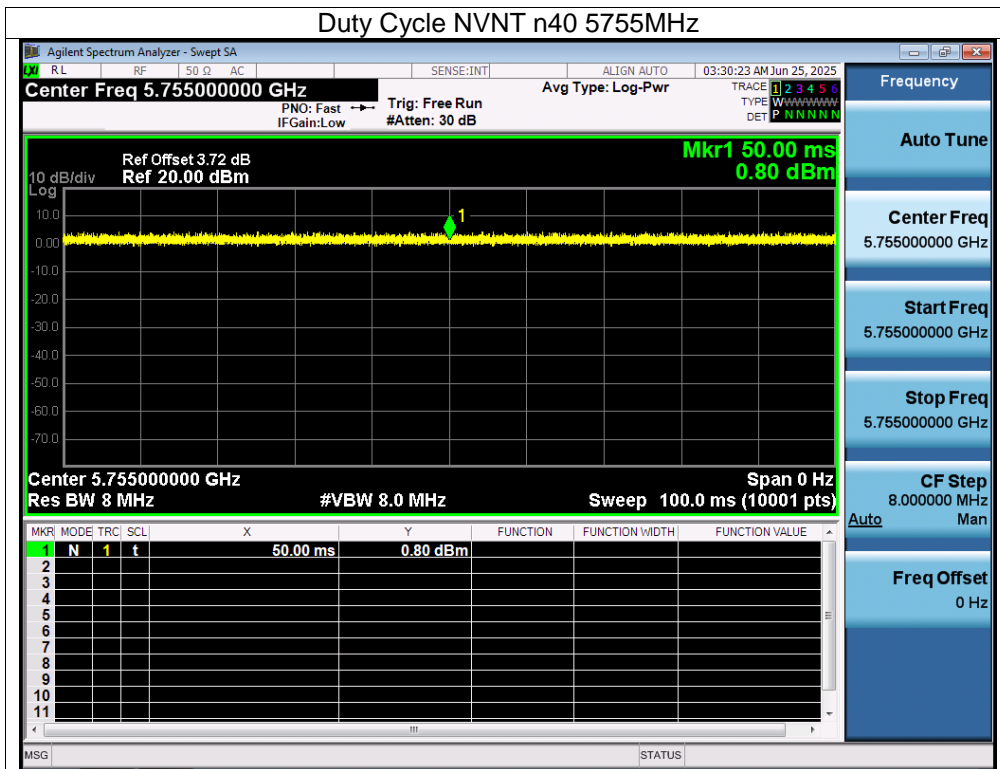 Duty Cycle NVNT n40 5755MHz
Agilent Spectrum Analyzer - Swept SA
LXI RL RF 50 Ω AC SENSE:INT ALIGN AUTO 03:30:23 AM Jun 25, 2025
Center Freq 5.755000000 GHz
PNO: Fast
IFGain:Low
Trig: Free Run
#Atten: 30 dB
Avg Type: Log-Pwr
TRACE 1 2 3 4 5 6
TYPE WWWWWW
DET P N N N N N
Mkr1 50.00 ms
0.80 dBm
Ref Offset 3.72 dB
10 dB/div Ref 20.00 dBm
Log
10.0
0.00
-10.0
-20.0
-30.0
-40.0
-50.0
-60.0
-70.0
1
Center 5.755000000 GHz Span 0 Hz
Res BW 8 MHz #VBW 8.0 MHz Sweep 100.0 ms (10001 pts)
MKR MODE TRC SCL X Y FUNCTION FUNCTION WIDTH FUNCTION VALUE
1 N 1 t 50.00 ms 0.80 dBm
2
3
4
5
6
7
8
9
10
11
MSG STATUS
Frequency
Auto Tune
Center Freq
5.755000000 GHz
Start Freq
5.755000000 GHz
Stop Freq
5.755000000 GHz
CF Step
8.000000 MHz
Auto Man
Freq Offset
0 Hz